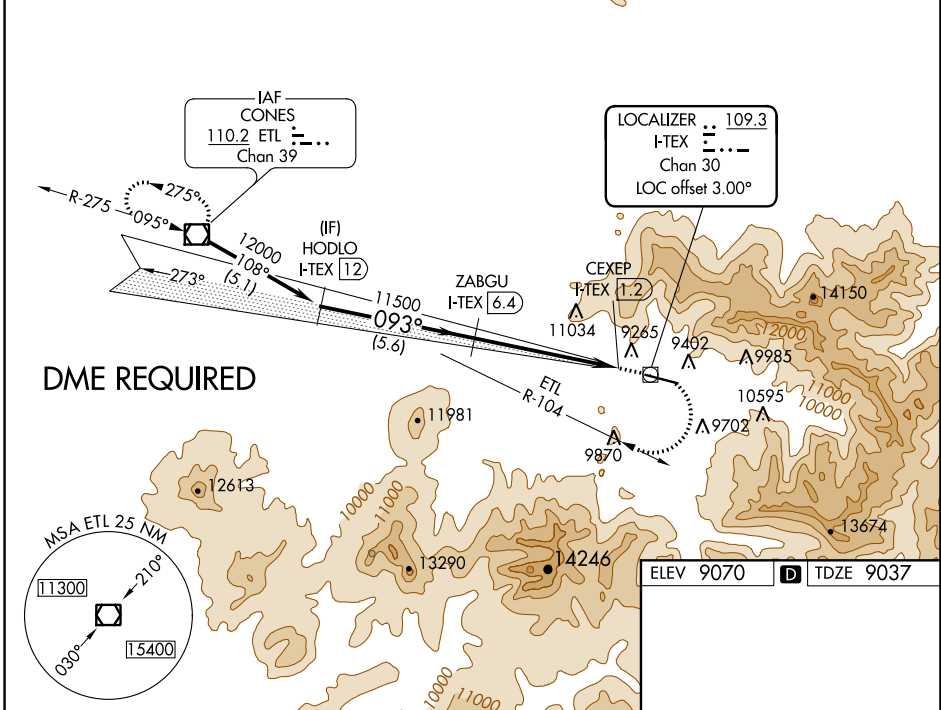 IAF
CONES
110.2 ETL
Chan 39
LOCALIZER 109.3
I-TEX
Chan 30
LOC offset 3.00°
R-275
275°
095°
12000
108°
(5.1)
(IF)
HODLO
I-TEX 12
273°
11500
093°
(5.6)
ZABGU
I-TEX 6.4
CEXEP
I-TEX 1.2
14150
11034
9265
9402
9985
12000
11000
10000
10595
9702
9870
ETL
R-104
DME REQUIRED
11981
12613
10000
11000
13290
14246
13674
MSA ETL 25 NM
210°
11300
15400
030°
10000
11000
ELEV 9070 D TDZE 9037